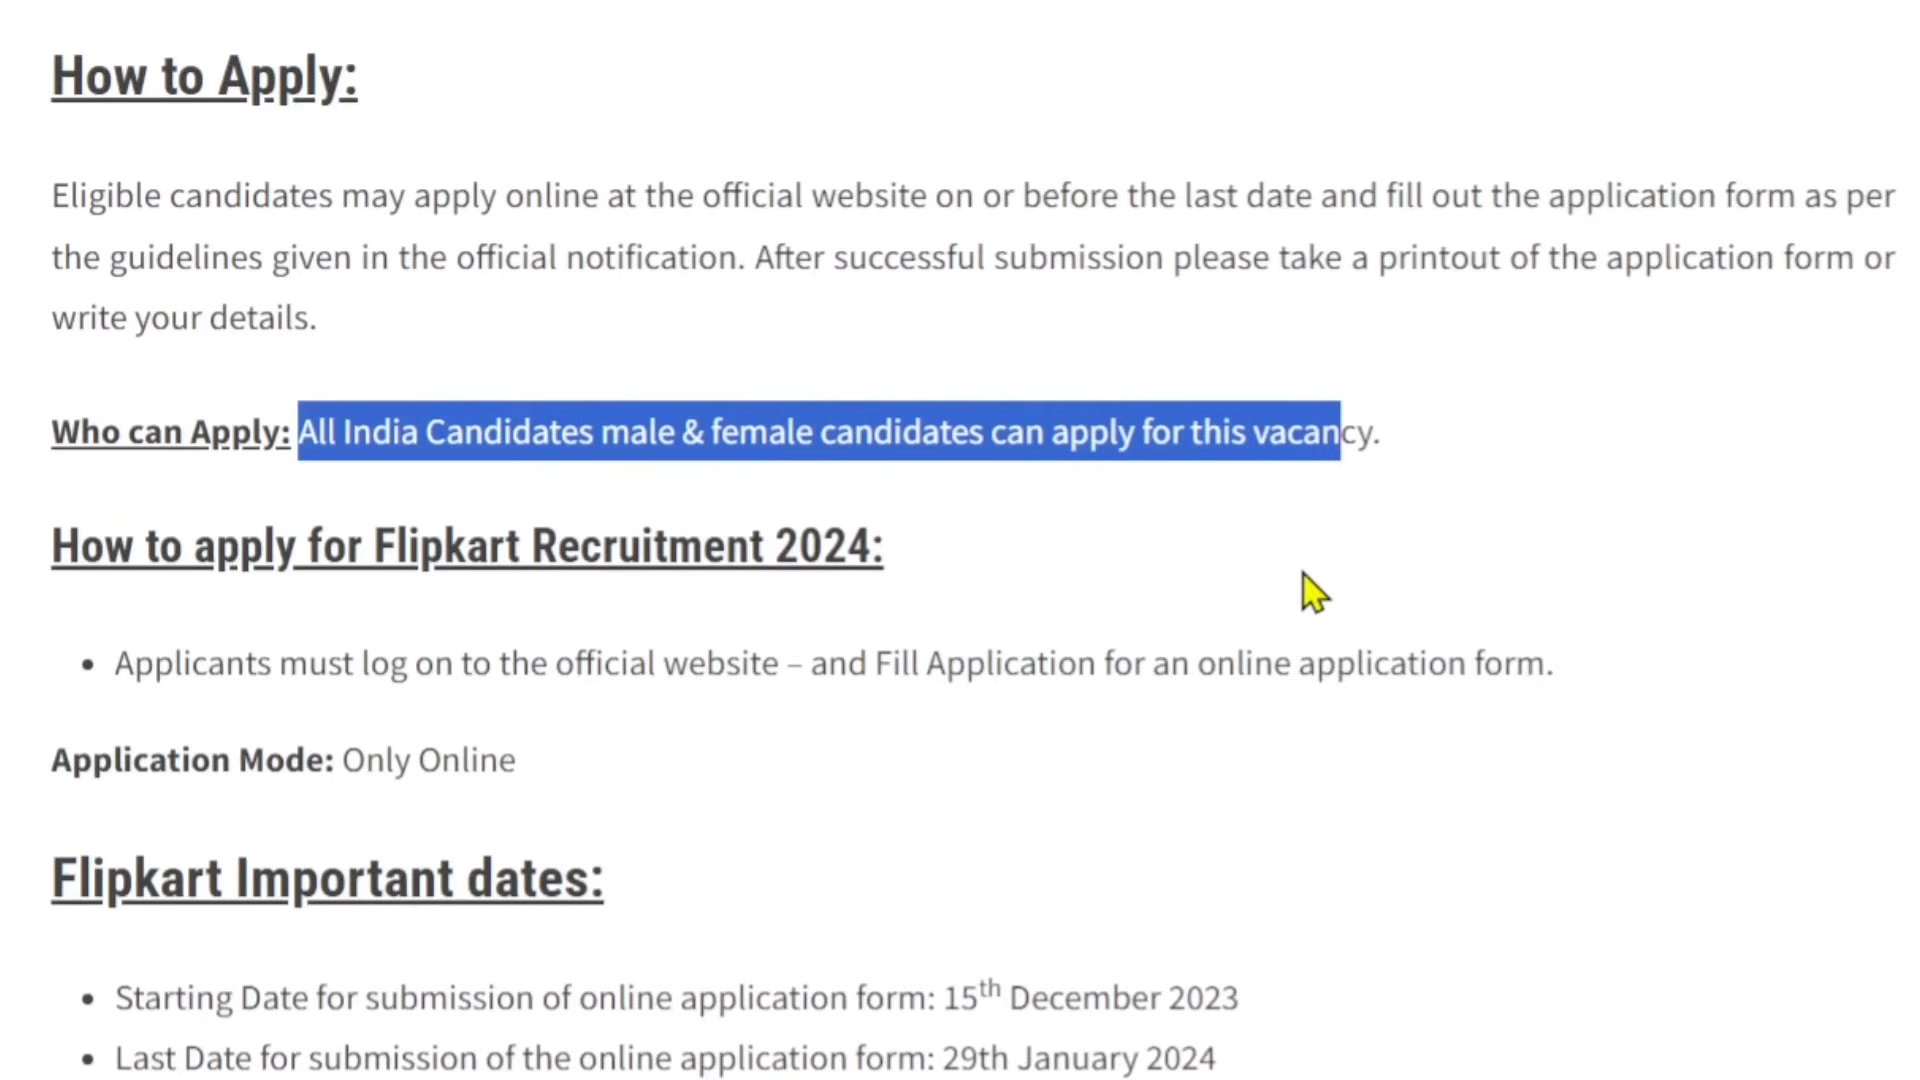 How to Apply:
Eligible candidates may apply online at the official website on or before the last date and fill out the application form as per
the guidelines given in the official notification. After successful submission please take a printout of the application form or
write your details.
Who can Apply: All India Candidates male & female candidates can apply for this vacancy.
How to apply for Flipkart Recruitment 2024:
• Applicants must log on to the official website – and Fill Application for an online application form.
Application Mode: Only Online
Flipkart Important dates:
• Starting Date for submission of online application form: 15th December 2023
• Last Date for submission of the online application form: 29th January 2024